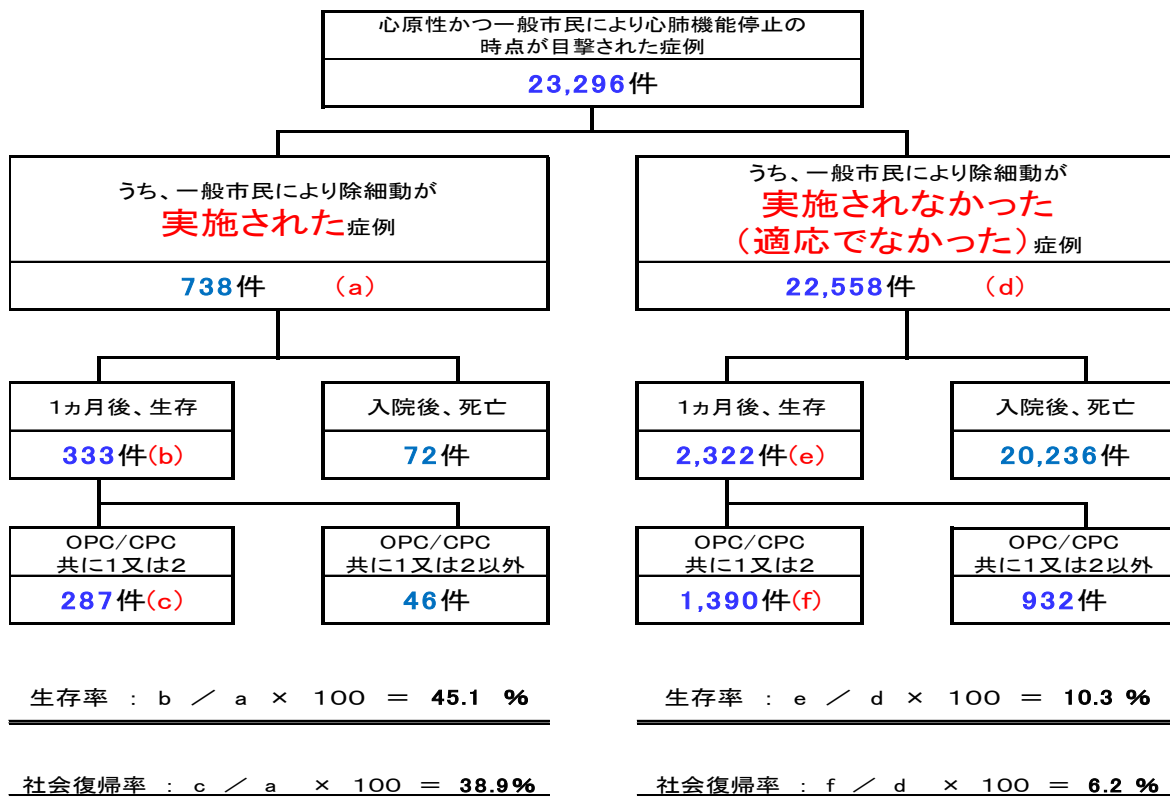 心原性かつ一般市民により心肺機能停止の
時点が目撃された症例
23,296件
うち、一般市民により除細動が
実施された症例
738件 (a)
1ヵ月後、生存
333件(b)
入院後、死亡
72件
OPC/CPC
共に1又は2
287件(c)
OPC/CPC
共に1又は2以外
46件
生存率 : b / a × 100 = 45.1 %
社会復帰率 : c / a × 100 = 38.9%
うち、一般市民により除細動が
実施されなかった
(適応でなかった)症例
22,558件 (d)
1ヵ月後、生存
2,322件(e)
入院後、死亡
20,236件
OPC/CPC
共に1又は2
1,390件(f)
OPC/CPC
共に1又は2以外
932件
生存率 : e / d × 100 = 10.3 %
社会復帰率 : f / d × 100 = 6.2 %